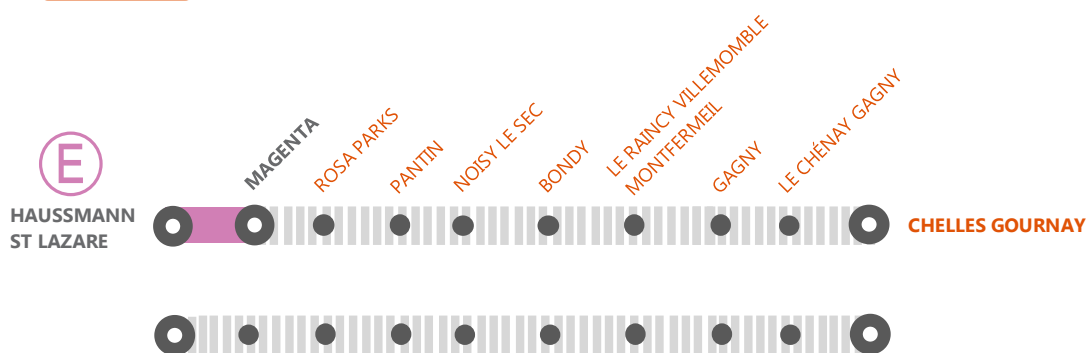 E
HAUSSMANN
ST LAZARE
MAGENTA
ROSA PARKS
PANTIN
NOISY LE SEC
BONDY
LE RAINCY VILLEMOMBLE
MONTFERMEIL
GAGNY
LE CHÉNAY GAGNY
CHELLES GOURNAY